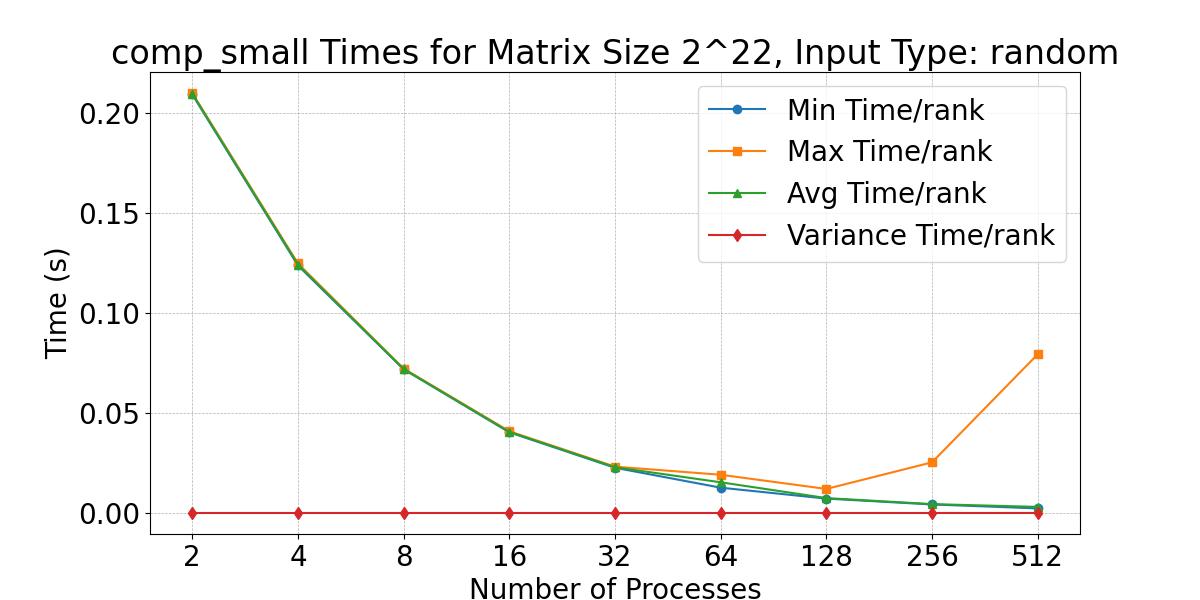 comp_small Times for Matrix Size 2^22, Input Type: random
Min Time/rank
Max Time/rank
Avg Time/rank
Variance Time/rank
Time (s)
0.20
0.15
0.10
0.05
0.00
2 4 8 16 32 64 128 256 512
Number of Processes